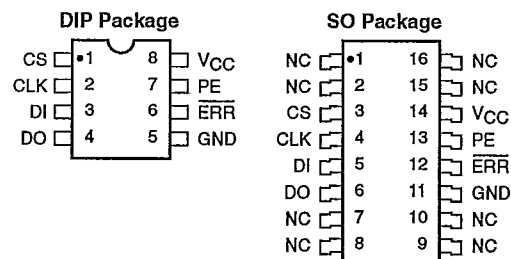 DIP Package
CS 1 8 VCC
CLK 2 7 PE
DI 3 6 ERR
DO 4 5 GND
SO Package
NC 1 16 NC
NC 2 15 NC
CS 3 14 VCC
CLK 4 13 PE
DI 5 12 ERR
DO 6 11 GND
NC 7 10 NC
NC 8 9 NC